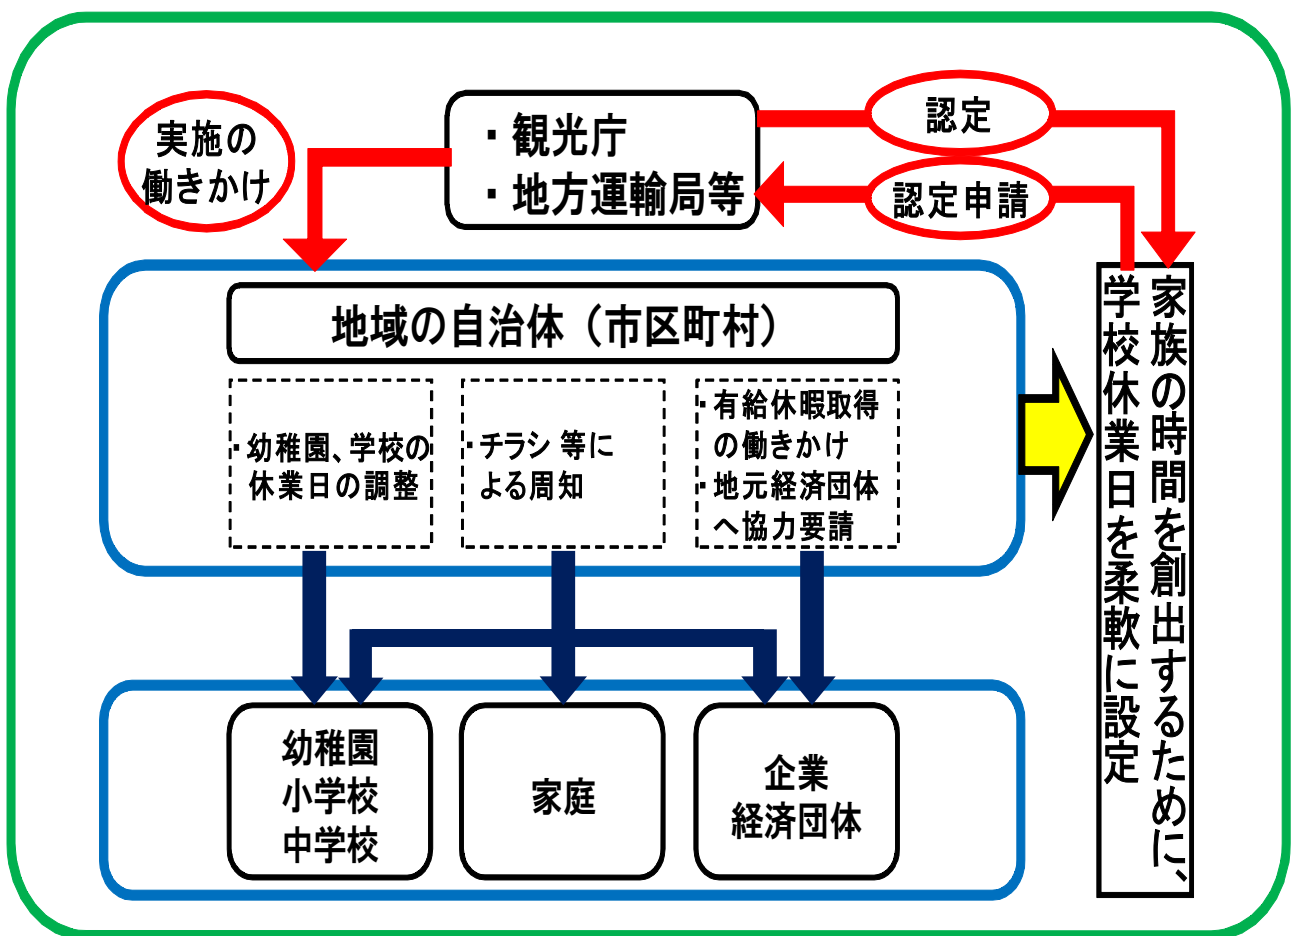 実施の
働きかけ
・観光庁
・地方運輸局等
認定
認定申請
地域の自治体（市区町村）
・幼稚園、学校の
休業日の調整
・チラシ 等に
よる周知
・有給休暇取得
の働きかけ
・地元経済団体
へ協力要請
家族の時間を創出するために、
学校休業日を柔軟に設定
幼稚園
小学校
中学校
家庭
企業
経済団体